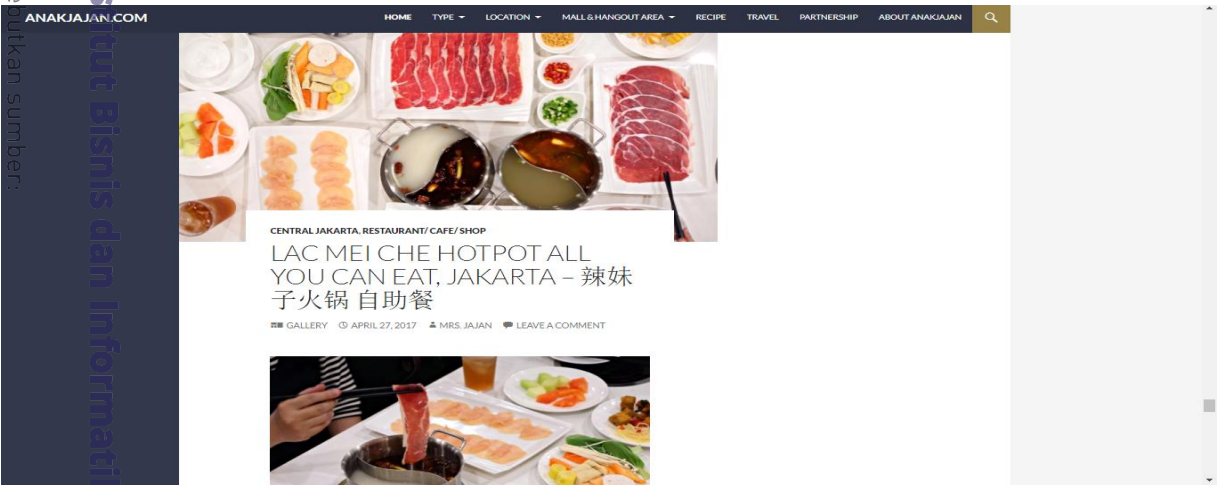 ANAKJAJAN.COM
HOME TYPE LOCATION MALL & HANGOUT AREA RECIPE TRAVEL PARTNERSHIP ABOUT ANAKJAJAN
CENTRAL JAKARTA, RESTAURANT/ CAFE/ SHOP
LAC MEI CHE HOTPOT ALL
YOU CAN EAT, JAKARTA – 辣妹
子火锅 自助餐
GALLERY APRIL 27, 2017 MRS. JAJAN LEAVE A COMMENT
Bisnis dan
sumber: